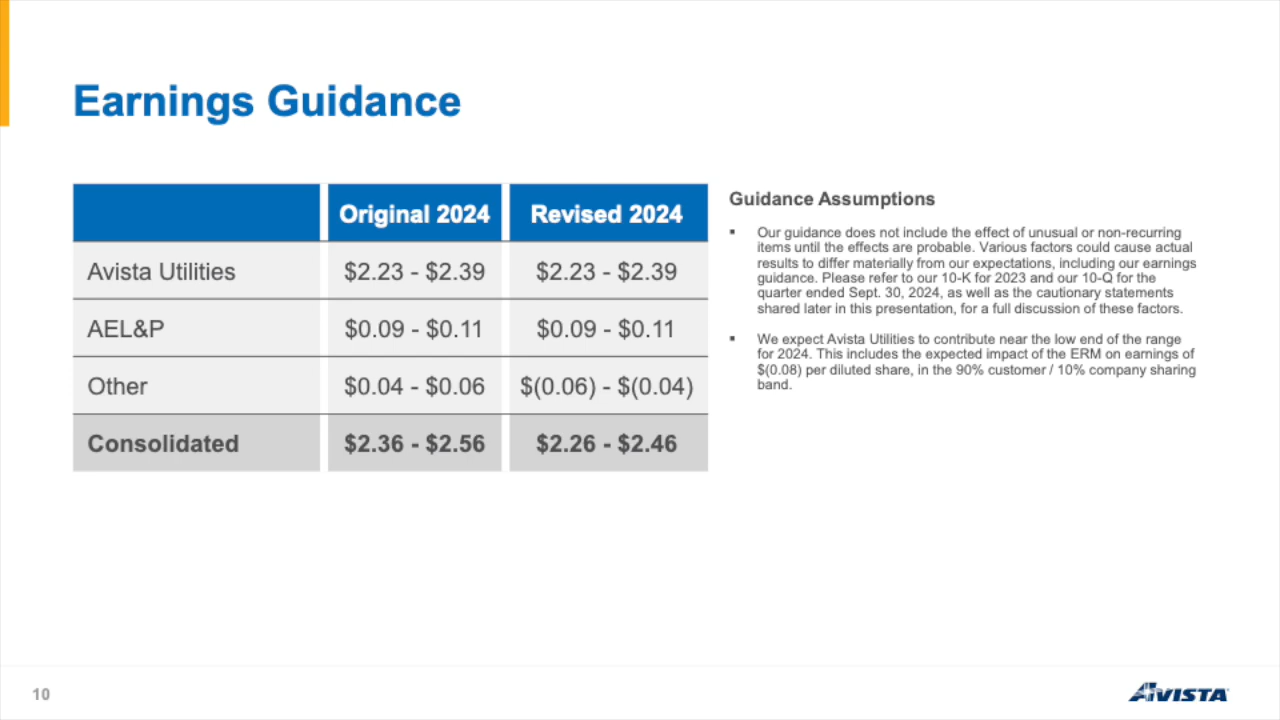 Earnings Guidance
Original 2024 Revised 2024
Avista Utilities $2.23 - $2.39 $2.23 - $2.39
AEL&P $0.09 - $0.11 $0.09 - $0.11
Other $0.04 - $0.06 $(0.06) - $(0.04)
Consolidated $2.36 - $2.56 $2.26 - $2.46
Guidance Assumptions
▪ Our guidance does not include the effect of unusual or non-recurring
items until the effects are probable. Various factors could cause actual
results to differ materially from our expectations, including our earnings
guidance. Please refer to our 10-K for 2023 and our 10-Q for the
quarter ended Sept. 30, 2024, as well as the cautionary statements
shared later in this presentation, for a full discussion of these factors.
▪ We expect Avista Utilities to contribute near the low end of the range
for 2024. This includes the expected impact of the ERM on earnings of
$(0.08) per diluted share, in the 90% customer / 10% company sharing
band.
10
AVISTA